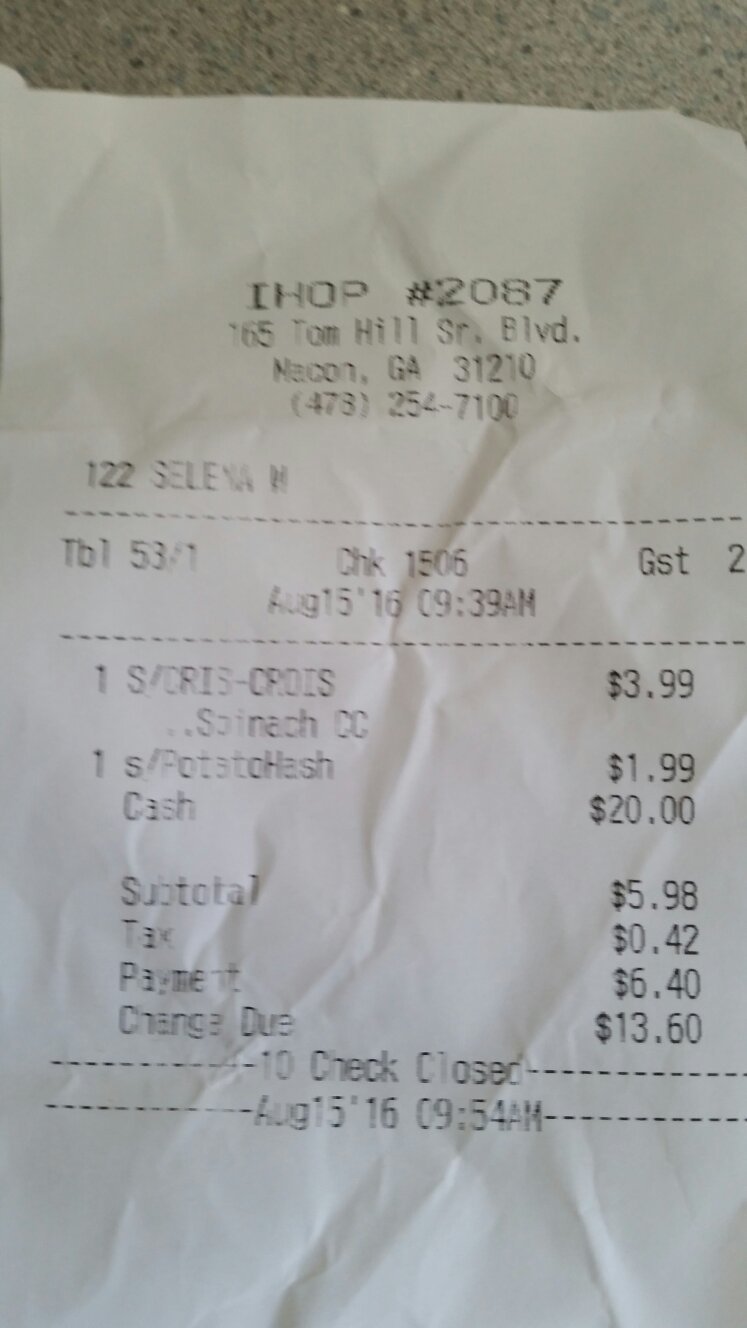 IHOP #2087
165 Tom Hill Sr. Blvd.
Macon, GA 31210
(478) 254-7100
122 SELENA M
Tbl 53/1 Chk 1506 Gst 2
Aug15'16 09:39AM
1 S/CRIS-CROIS $3.99
..Spinach CC
1 s/PotatoHash $1.99
Cash $20.00
Subtotal $5.98
Tax $0.42
Payment $6.40
Change Due $13.60
------------10 Check Closed------------
------------Aug15'16 09:54AM------------